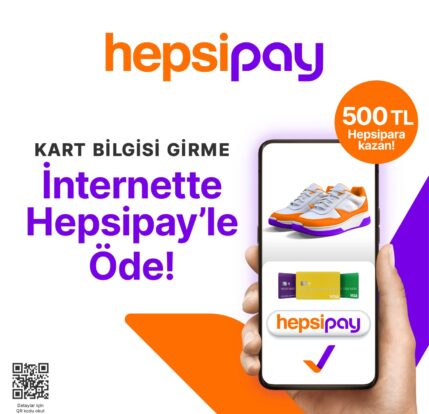 hepsipay
500 TL
Hepsipara
kazan!
KART BİLGİSİ GİRME
İnternette
Hepsipay’le
Öde!
VISA
hepsipay
Detaylar için
QR kodu okut